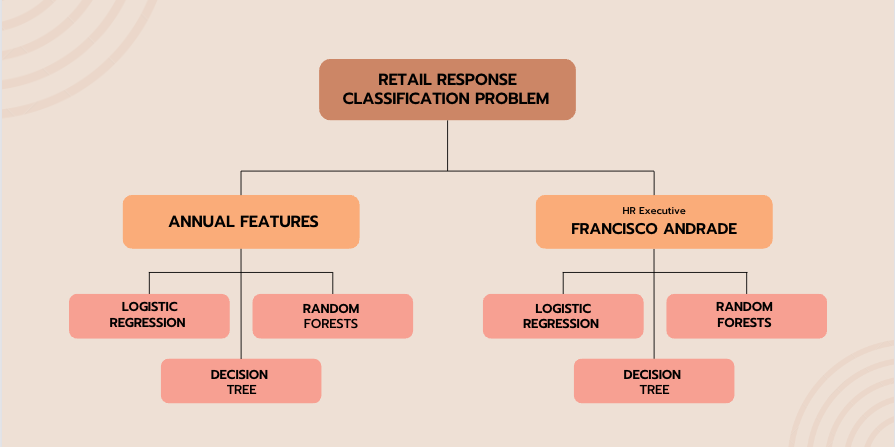 RETAIL RESPONSE
CLASSIFICATION PROBLEM
ANNUAL FEATURES
HR Executive
FRANCISCO ANDRADE
LOGISTIC
REGRESSION
RANDOM
FORESTS
DECISION
TREE
LOGISTIC
REGRESSION
RANDOM
FORESTS
DECISION
TREE